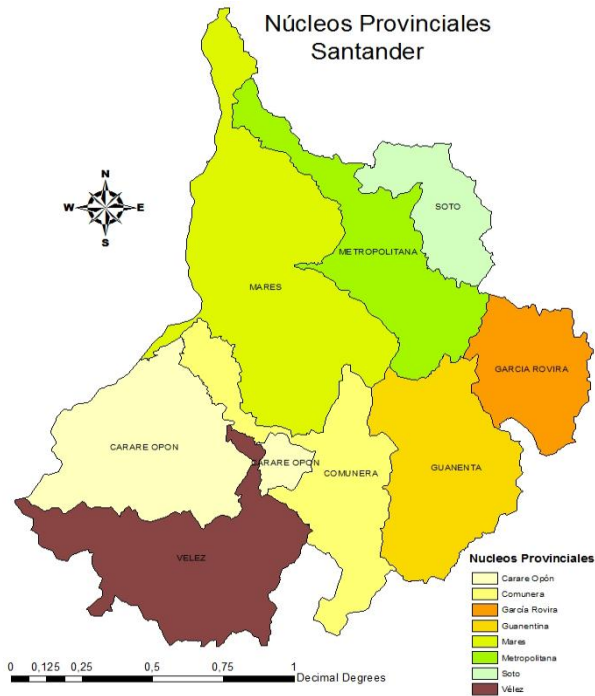 Núcleos Provinciales
Santander
N
W E
S
SOTO
METROPOLITANA
MARES
GARCIA ROVIRA
CARARE OPON
CARARE OPON
COMUNERA
GUANENTA
VELEZ
Nucleos Provinciales
Carare Opón
Comunera
García Rovira
Guanentina
Mares
Metropolitana
Soto
Vélez
0 0,125 0,25 0,5 0,75 1
Decimal Degrees